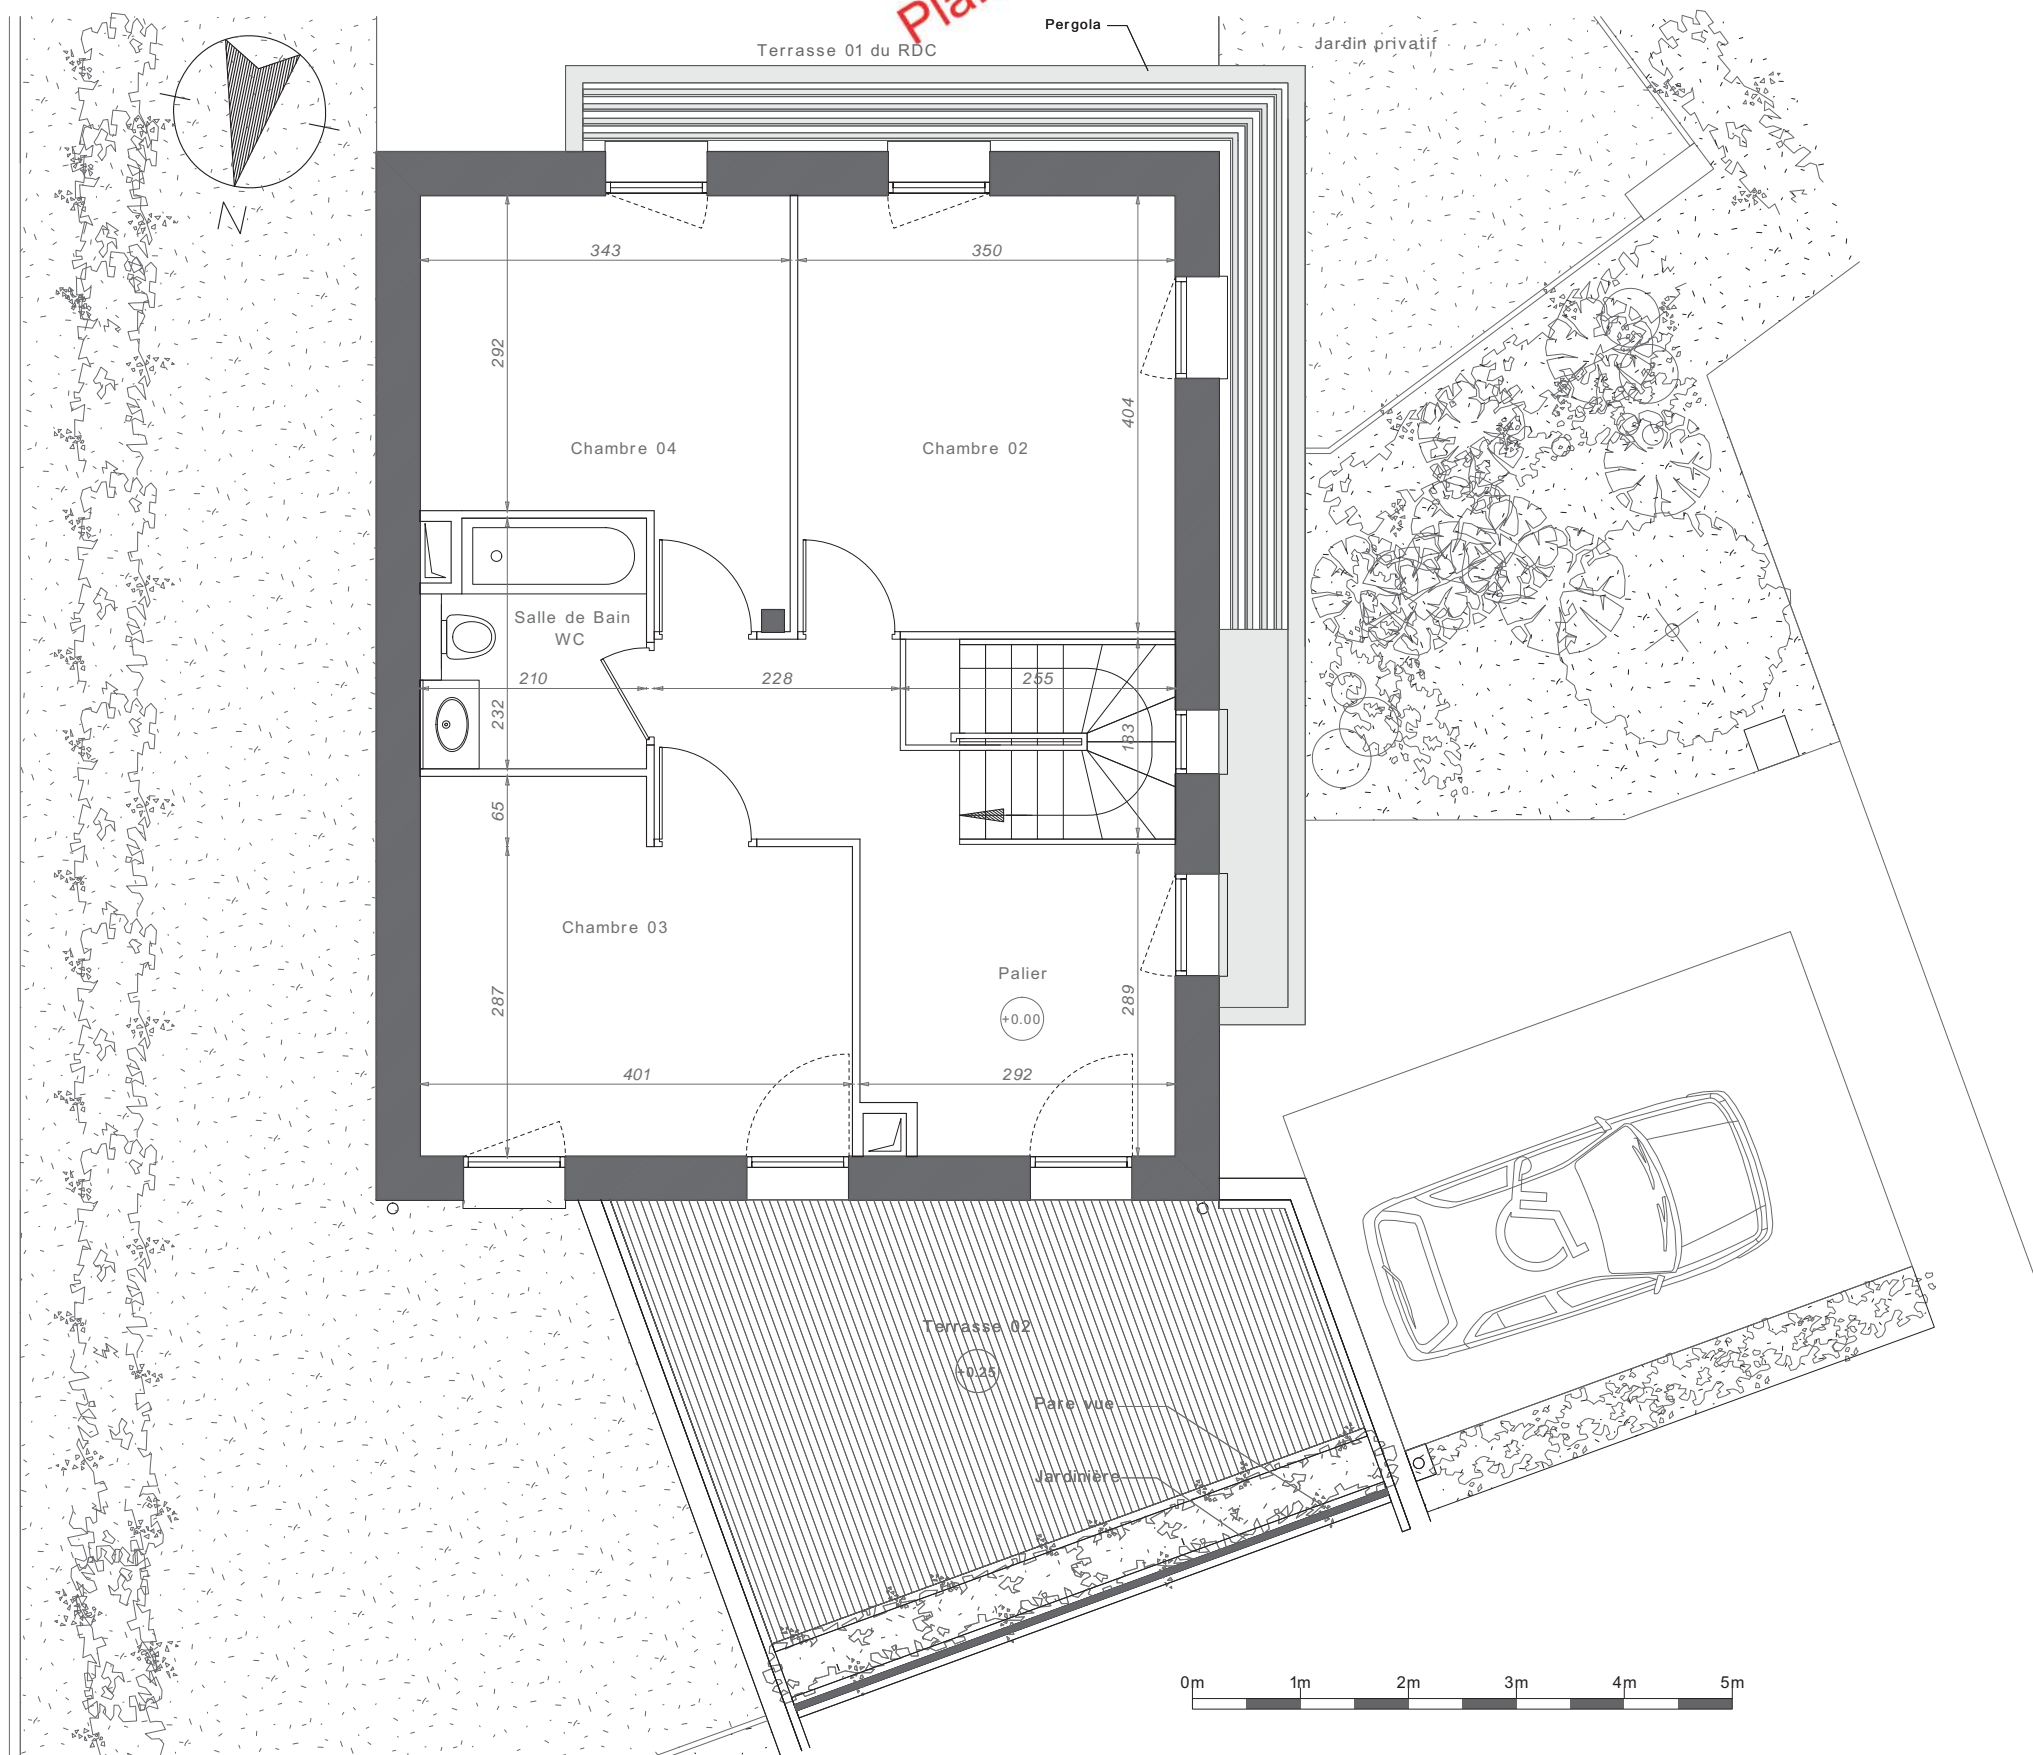 Pla
Pergola
Terrasse 01 du RDC
Jardin privatif
N
343
350
292
404
Chambre 04
Chambre 02
Salle de Bain
WC
210
228
255
232
183
65
Chambre 03
Palier
+0.00
287
289
401
292
Terrasse 02
+0.25
Pare vue
Jardinière
0m 1m 2m 3m 4m 5m